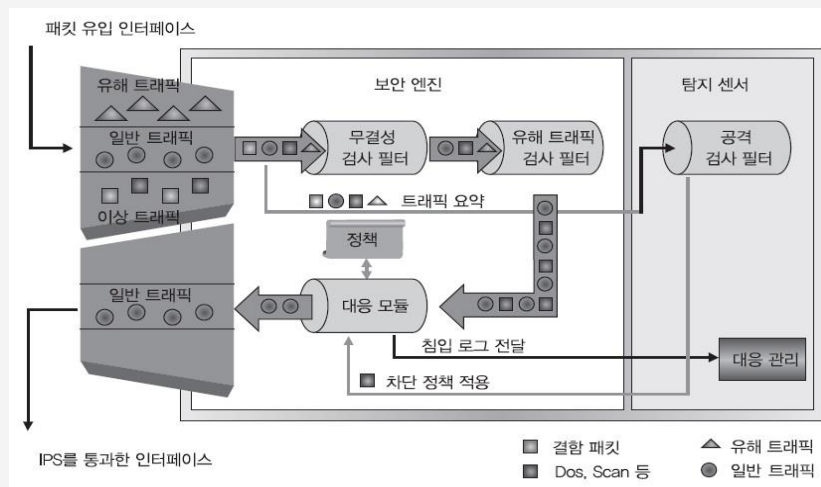 패킷 유입 인터페이스
유해 트래픽
일반 트래픽
이상 트래픽
보안 엔진
탐지 센서
무결성
검사 필터
유해 트래픽
검사 필터
공격
검사 필터
트래픽 요약
정책
일반 트래픽
대응 모듈
침입 로그 전달
대응 관리
차단 정책 적용
IPS를 통과한 인터페이스
결함 패킷
유해 트래픽
Dos, Scan 등
일반 트래픽